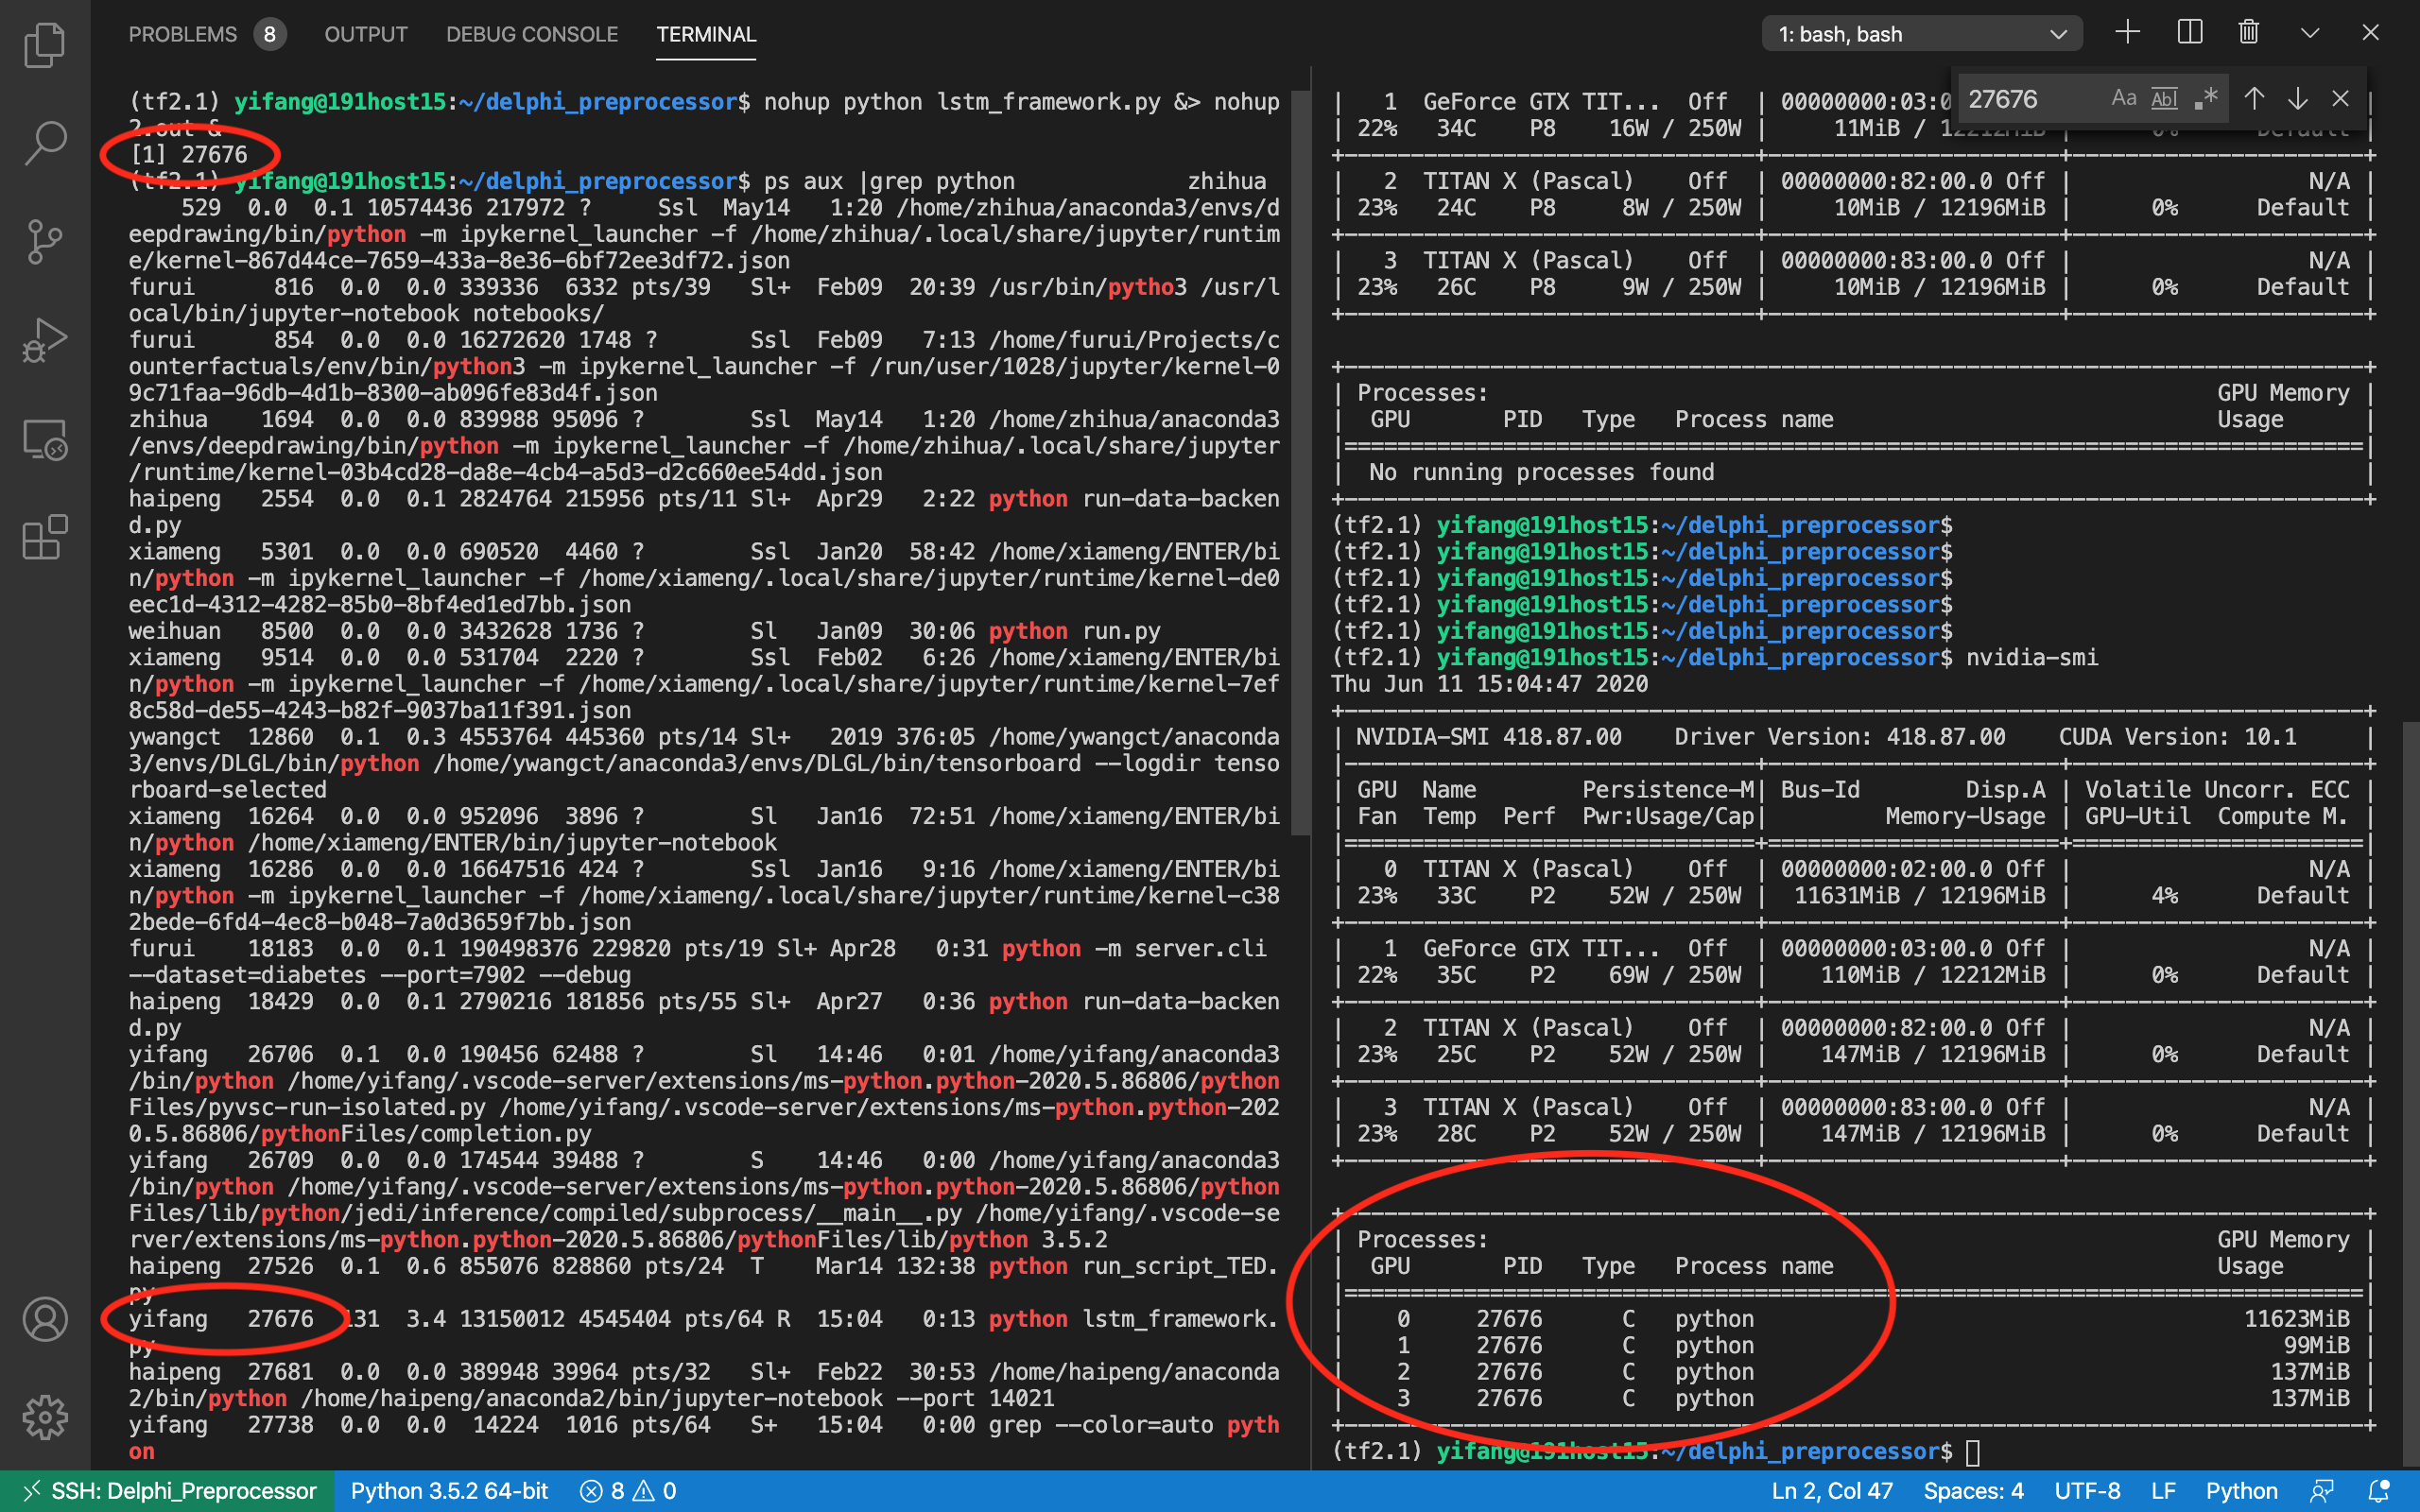 PROBLEMS 8 OUTPUT DEBUG CONSOLE TERMINAL
1: bash, bash
(tf2.1) yifang@191host15:~/delphi_preprocessor$ nohup python lstm_framework.py &> nohup
2.out &
[1] 27676
(tf2.1) yifang@191host15:~/delphi_preprocessor$ ps aux |grep python zhihua
529 0.0 0.1 10574436 217972 ? Ssl May14 1:20 /home/zhihua/anaconda3/envs/d
eepdrawing/bin/python -m ipykernel_launcher -f /home/zhihua/.local/share/jupyter/runtim
e/kernel-867d44ce-7659-433a-8e36-6bf72ee3df72.json
furui 816 0.0 0.0 339336 6332 pts/39 Sl+ Feb09 20:39 /usr/bin/pytho3 /usr/l
ocal/bin/jupyter-notebook notebooks/
furui 854 0.0 0.0 16272620 1748 ? Ssl Feb09 7:13 /home/furui/Projects/c
ounterfactuals/env/bin/python3 -m ipykernel_launcher -f /run/user/1028/jupyter/kernel-0
9c71faa-96db-4d1b-8300-ab096fe83d4f.json
zhihua 1694 0.0 0.0 839988 95096 ? Ssl May14 1:20 /home/zhihua/anaconda3
/envs/deepdrawing/bin/python -m ipykernel_launcher -f /home/zhihua/.local/share/jupyter
/runtime/kernel-03b4cd28-da8e-4cb4-a5d3-d2c660ee54dd.json
haipeng 2554 0.0 0.1 2824764 215956 pts/11 Sl+ Apr29 2:22 python run-data-backen
d.py
xiameng 5301 0.0 0.0 690520 4460 ? Ssl Jan20 58:42 /home/xiameng/ENTER/bi
n/python -m ipykernel_launcher -f /home/xiameng/.local/share/jupyter/runtime/kernel-de0
eec1d-4312-4282-85b0-8bf4ed1ed7bb.json
weihuan 8500 0.0 0.0 3432628 1736 ? Sl Jan09 30:06 python run.py
xiameng 9514 0.0 0.0 531704 2220 ? Ssl Feb02 6:26 /home/xiameng/ENTER/bi
n/python -m ipykernel_launcher -f /home/xiameng/.local/share/jupyter/runtime/kernel-7ef
8c58d-de55-4243-b82f-9037ba11f391.json
ywangct 12860 0.1 0.3 4553764 445360 pts/14 Sl+ 2019 376:05 /home/ywangct/anaconda
3/envs/DLGL/bin/python /home/ywangct/anaconda3/envs/DLGL/bin/tensorboard --logdir tenso
rboard-selected
xiameng 16264 0.0 0.0 952096 3896 ? Sl Jan16 72:51 /home/xiameng/ENTER/bi
n/python /home/xiameng/ENTER/bin/jupyter-notebook
xiameng 16286 0.0 0.0 16647516 424 ? Ssl Jan16 9:16 /home/xiameng/ENTER/bi
n/python -m ipykernel_launcher -f /home/xiameng/.local/share/jupyter/runtime/kernel-c38
2bede-6fd4-4ec8-b048-7a0d3659f7bb.json
furui 18183 0.0 0.1 190498376 229820 pts/19 Sl+ Apr28 0:31 python -m server.cli
--dataset=diabetes --port=7902 --debug
haipeng 18429 0.0 0.1 2790216 181856 pts/55 Sl+ Apr27 0:36 python run-data-backen
d.py
yifang 26706 0.1 0.0 190456 62488 ? Sl 14:46 0:01 /home/yifang/anaconda3
/bin/python /home/yifang/.vscode-server/extensions/ms-python.python-2020.5.86806/python
Files/pyvsc-run-isolated.py /home/yifang/.vscode-server/extensions/ms-python.python-202
0.5.86806/pythonFiles/completion.py
yifang 26709 0.0 0.0 174544 39488 ? S 14:46 0:00 /home/yifang/anaconda3
/bin/python /home/yifang/.vscode-server/extensions/ms-python.python-2020.5.86806/python
Files/lib/python/jedi/inference/compiled/subprocess/__main__.py /home/yifang/.vscode-se
rver/extensions/ms-python.python-2020.5.86806/pythonFiles/lib/python 3.5.2
haipeng 27526 0.1 0.6 855076 828860 pts/24 T Mar14 132:38 python run_script_TED.
py
yifang 27676 131 3.4 13150012 4545404 pts/64 R 15:04 0:13 python lstm_framework.
py
haipeng 27681 0.0 0.0 389948 39964 pts/32 Sl+ Feb22 30:53 /home/haipeng/anaconda
2/bin/python /home/haipeng/anaconda2/bin/jupyter-notebook --port 14021
yifang 27738 0.0 0.0 14224 1016 pts/64 S+ 15:04 0:00 grep --color=auto pyth
on
27676 Aa Abl .*
| 1 GeForce GTX TIT... Off | 00000000:03:0
| 22% 34C P8 16W / 250W | 11MiB / 12212MiB | 0% Default |
| 2 TITAN X (Pascal) Off | 00000000:82:00.0 Off | N/A |
| 23% 24C P8 8W / 250W | 10MiB / 12196MiB | 0% Default |
| 3 TITAN X (Pascal) Off | 00000000:83:00.0 Off | N/A |
| 23% 26C P8 9W / 250W | 10MiB / 12196MiB | 0% Default |
| Processes: GPU Memory |
| GPU PID Type Process name Usage |
| No running processes found |
(tf2.1) yifang@191host15:~/delphi_preprocessor$
(tf2.1) yifang@191host15:~/delphi_preprocessor$
(tf2.1) yifang@191host15:~/delphi_preprocessor$
(tf2.1) yifang@191host15:~/delphi_preprocessor$
(tf2.1) yifang@191host15:~/delphi_preprocessor$
(tf2.1) yifang@191host15:~/delphi_preprocessor$ nvidia-smi
Thu Jun 11 15:04:47 2020
| NVIDIA-SMI 418.87.00 Driver Version: 418.87.00 CUDA Version: 10.1 |
| GPU Name Persistence-M| Bus-Id Disp.A | Volatile Uncorr. ECC |
| Fan Temp Perf Pwr:Usage/Cap| Memory-Usage | GPU-Util Compute M. |
| 0 TITAN X (Pascal) Off | 00000000:02:00.0 Off | N/A |
| 23% 33C P2 52W / 250W | 11631MiB / 12196MiB | 4% Default |
| 1 GeForce GTX TIT... Off | 00000000:03:00.0 Off | N/A |
| 22% 35C P2 69W / 250W | 110MiB / 12212MiB | 0% Default |
| 2 TITAN X (Pascal) Off | 00000000:82:00.0 Off | N/A |
| 23% 25C P2 52W / 250W | 147MiB / 12196MiB | 0% Default |
| 3 TITAN X (Pascal) Off | 00000000:83:00.0 Off | N/A |
| 23% 28C P2 52W / 250W | 147MiB / 12196MiB | 0% Default |
| Processes: GPU Memory |
| GPU PID Type Process name Usage |
| 0 27676 C python 11623MiB |
| 1 27676 C python 99MiB |
| 2 27676 C python 137MiB |
| 3 27676 C python 137MiB |
(tf2.1) yifang@191host15:~/delphi_preprocessor$
SSH: Delphi_Preprocessor Python 3.5.2 64-bit 8 0 Ln 2, Col 47 Spaces: 4 UTF-8 LF Python